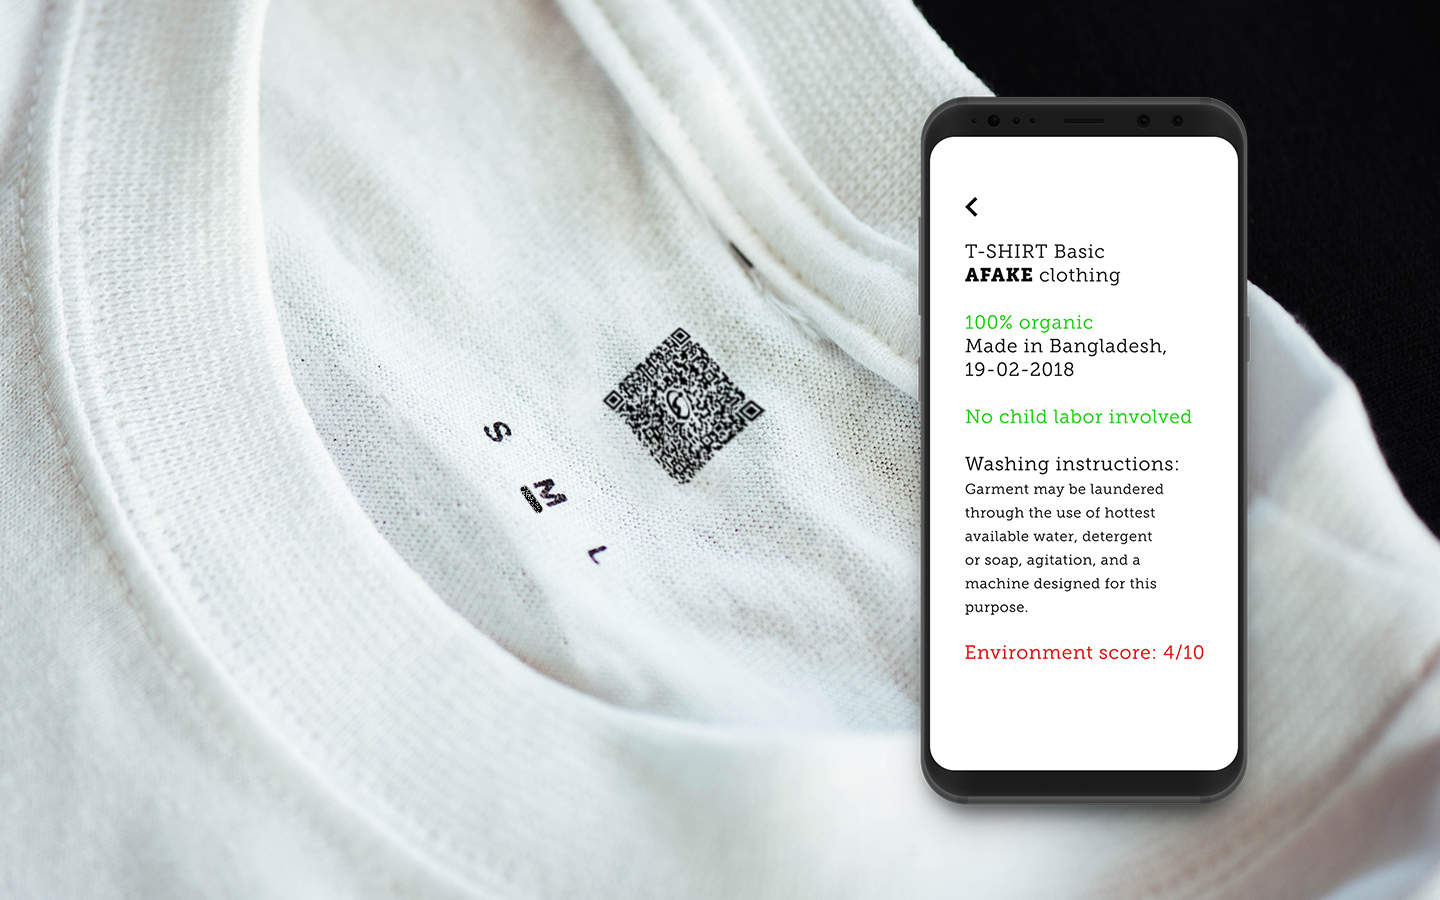 S
M
L
T-SHIRT Basic
AFAKE clothing
100% organic
Made in Bangladesh,
19-02-2018
No child labor involved
Washing instructions:
Garment may be laundered
through the use of hottest
available water, detergent
or soap, agitation, and a
machine designed for this
purpose.
Environment score: 4/10